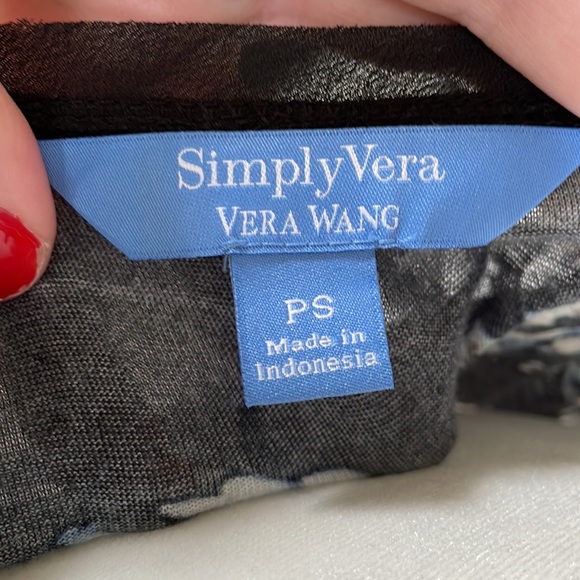 SimplyVera
VERA WANG
PS
Made in
Indonesia